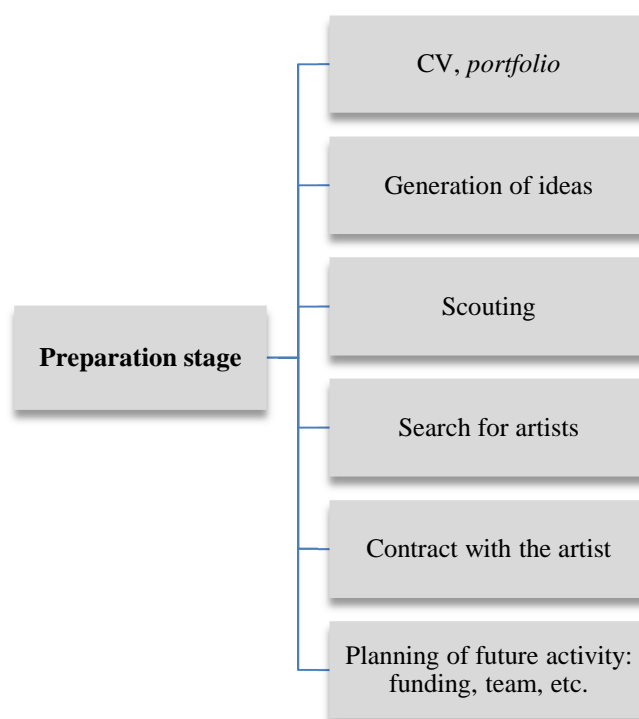 CV, portfolio
Generation of ideas
Scouting
Preparation stage
Search for artists
Contract with the artist
Planning of future activity:
funding, team, etc.